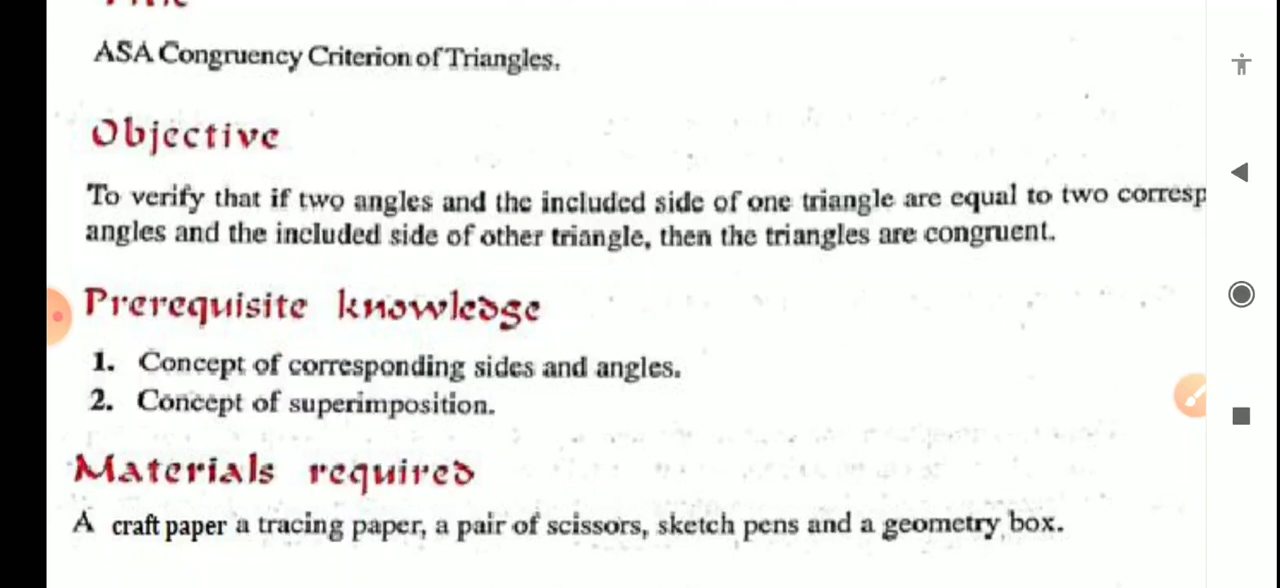 ASA Congruency Criterion of Triangles.
Objective
To verify that if two angles and the included side of one triangle are equal to two corresp
angles and the included side of other triangle, then the triangles are congruent.
Prerequisite knowledge
1. Concept of corresponding sides and angles.
2. Concept of superimposition.
Materials required
A craft paper a tracing paper, a pair of scissors, sketch pens and a geometry box.